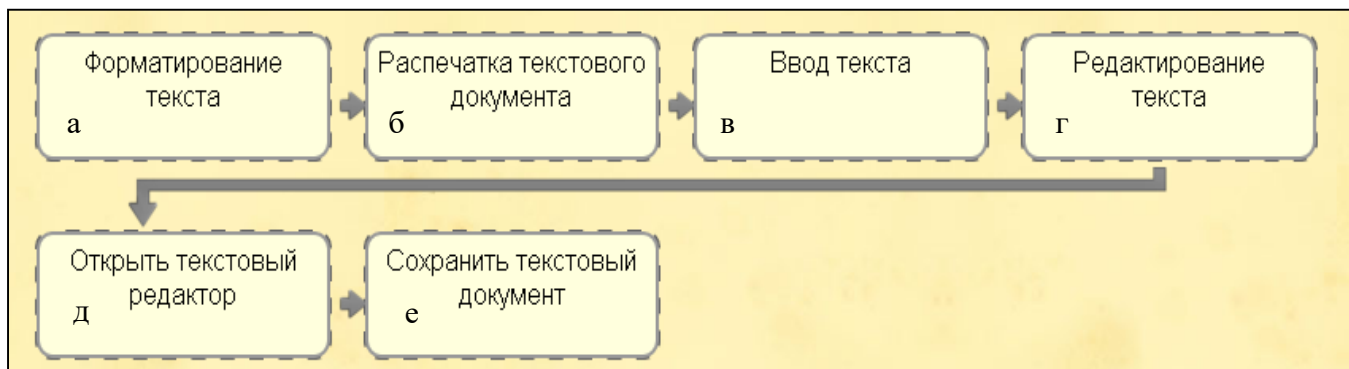 Форматирование
текста
а
Распечатка текстового
документа
б
Ввод текста
в
Редактирование
текста
г
Открыть текстовый
редактор
д
Сохранить текстовый
документ
е